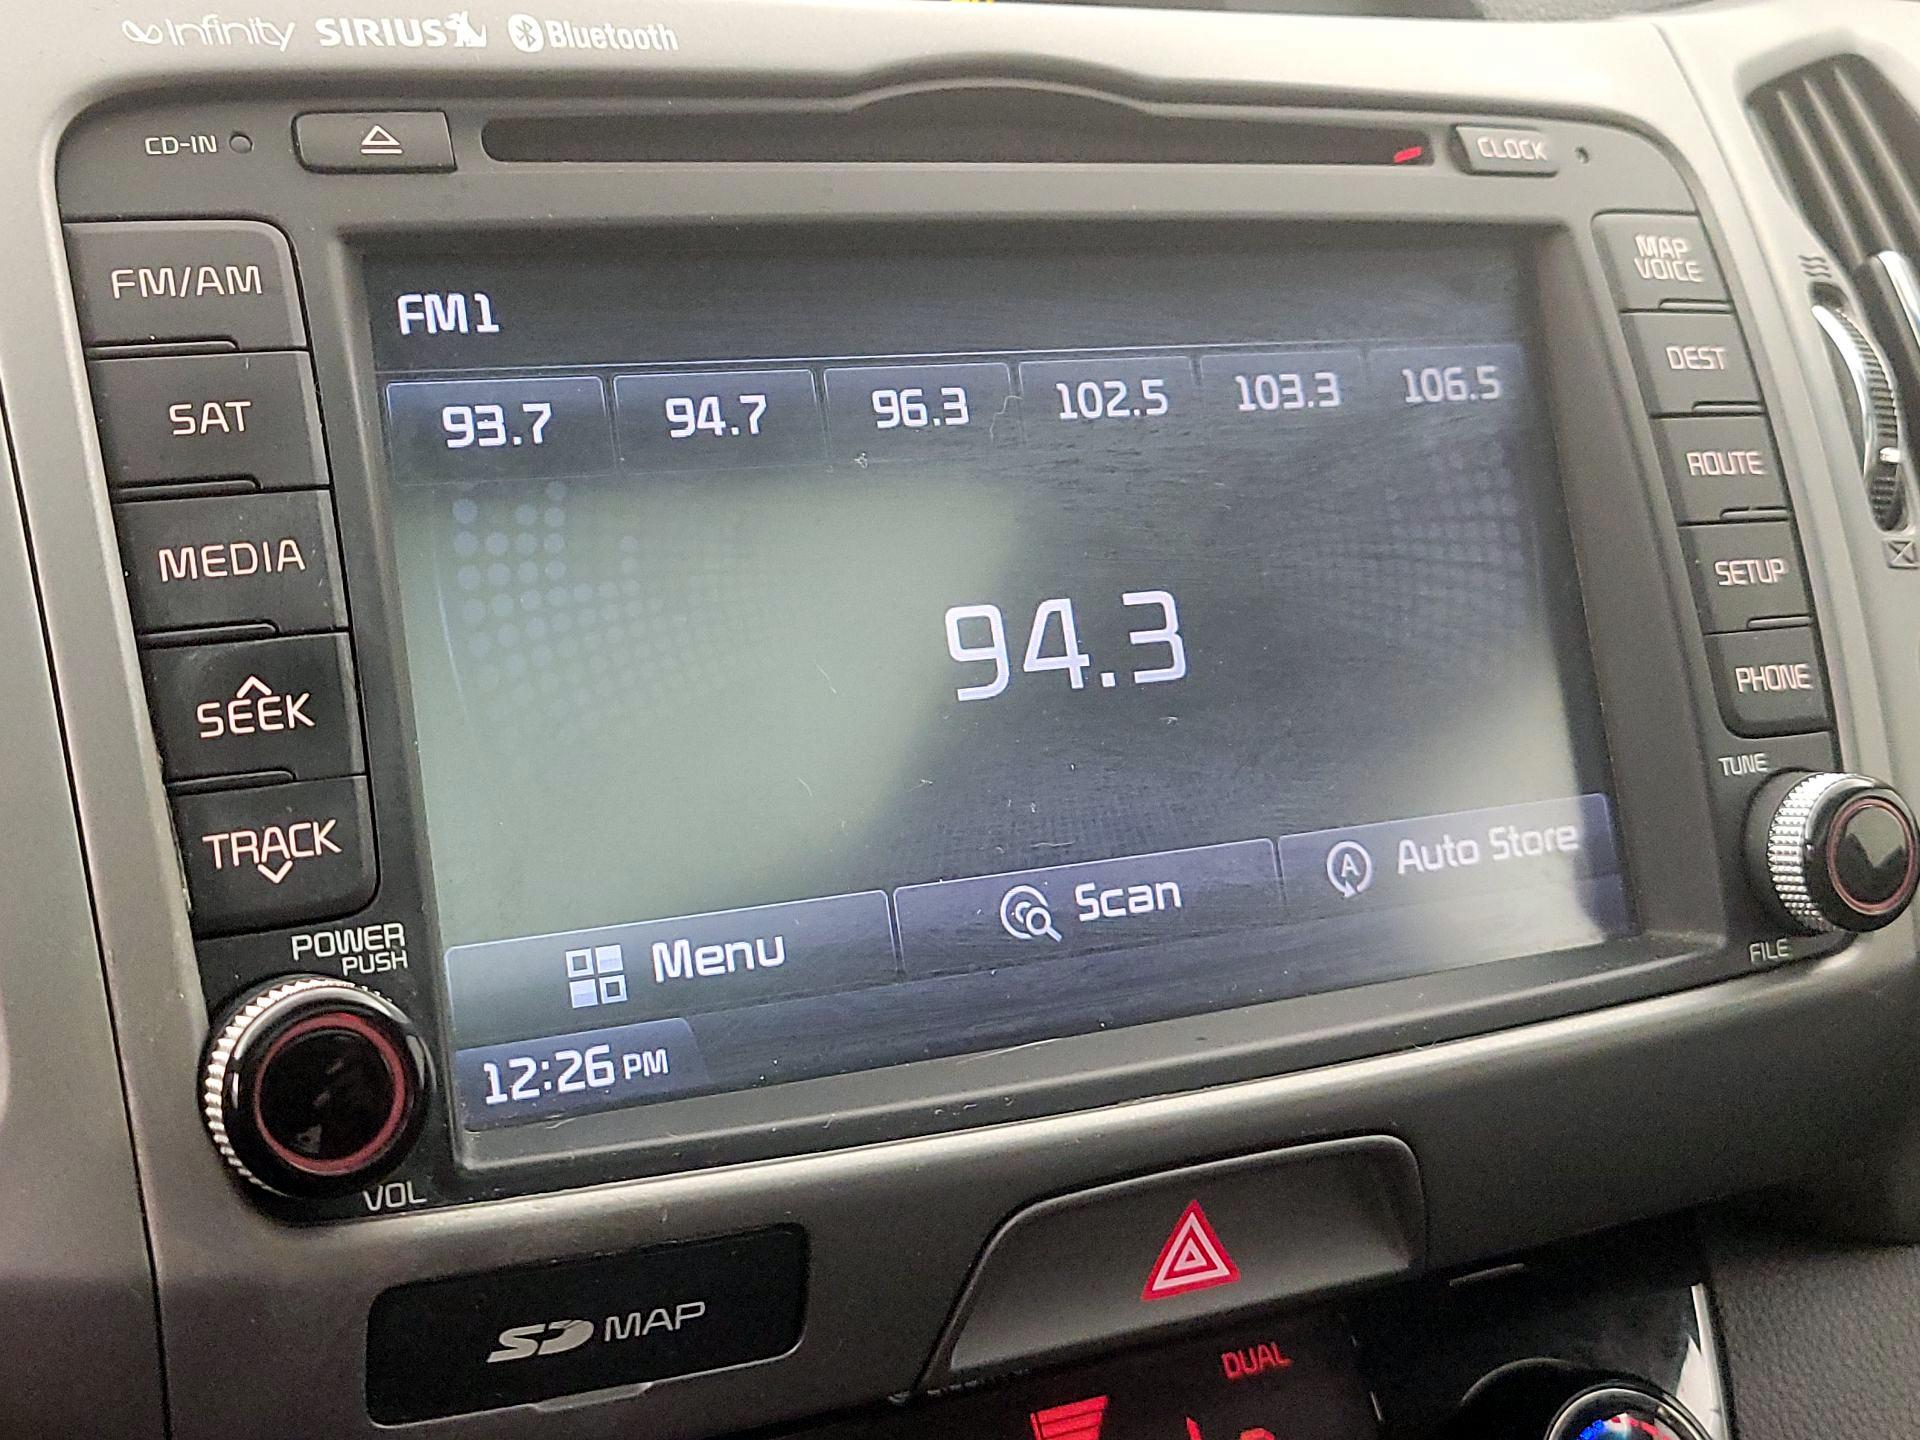 Infinity SIRIUS Bluetooth
CD-IN
CLOCK
FM/AM
SAT
MEDIA
SEEK
TRACK
POWER
PUSH
VOL
FM1
93.7 94.7 96.3 102.5 103.3 106.5
94.3
Menu Scan Auto Store
12:26 PM
MAP
VOICE
DEST
ROUTE
SETUP
PHONE
TUNE
FILE
SD MAP
DUAL